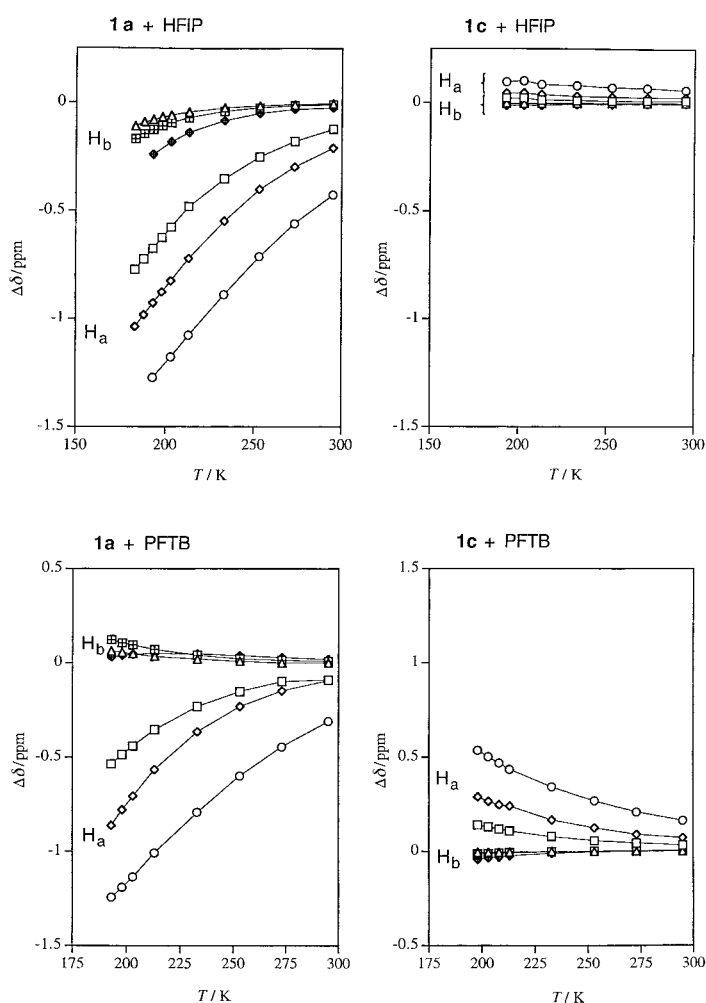 1a + HFIP
0
-0.5
-1
-1.5
Δδ/ppm
Hb
Ha
150
200
250
300
T / K
1c + HFIP
0
-0.5
-1
-1.5
Δδ/ppm
Ha {
Hb {
150
200
250
300
T / K
1a + PFTB
0.5
0
-0.5
-1
-1.5
Δδ/ppm
Hb
Ha
175
200
225
250
275
300
T / K
1c + PFTB
1.5
1
0.5
0
-0.5
Δδ/ppm
Ha
Hb
175
200
225
250
275
300
T / K